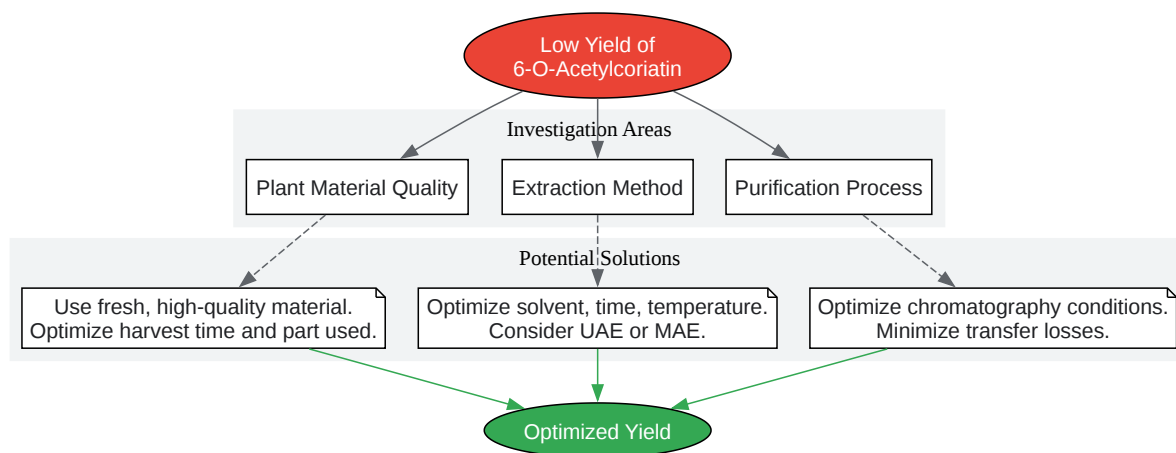 Low Yield of
6-O-Acetylcoriatin
Investigation Areas
Plant Material Quality
Extraction Method
Purification Process
Potential Solutions
Use fresh, high-quality material.
Optimize harvest time and part used.
Optimize solvent, time, temperature.
Consider UAE or MAE.
Optimize chromatography conditions.
Minimize transfer losses.
Optimized Yield